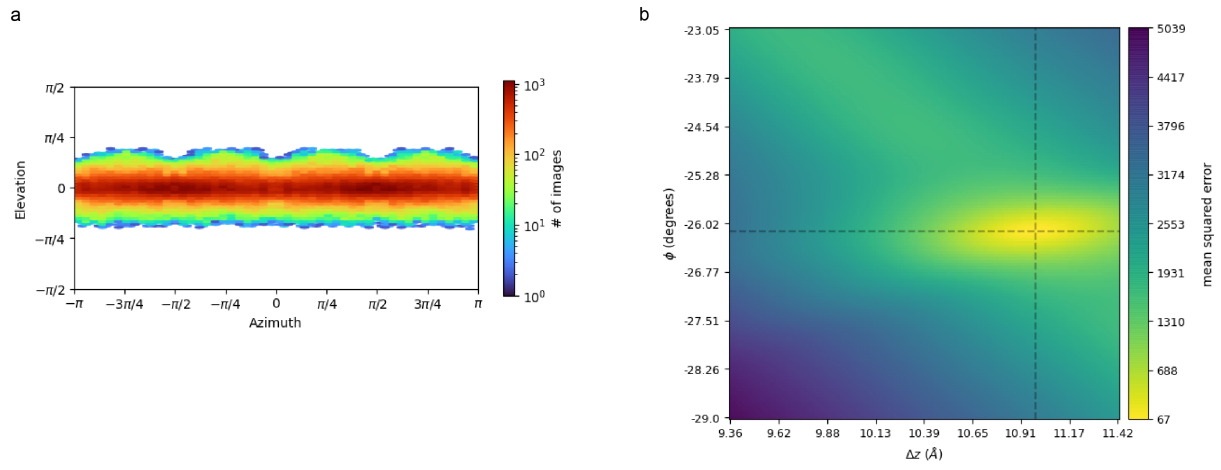 a
π/2
π/4
0
−π/4
−π/2
Elevation
−π
−3π/4
−π/2
−π/4
0
π/4
π/2
3π/4
π
Azimuth
10³
10²
10¹
10⁰
# of images
b
-23.05
-23.79
-24.54
-25.28
-26.02
-26.77
-27.51
-28.26
-29.0
ϕ (degrees)
9.36
9.62
9.88
10.13
10.39
10.65
10.91
11.17
11.42
Δz (Å)
5039
4417
3796
3174
2553
1931
1310
688
67
mean squared error